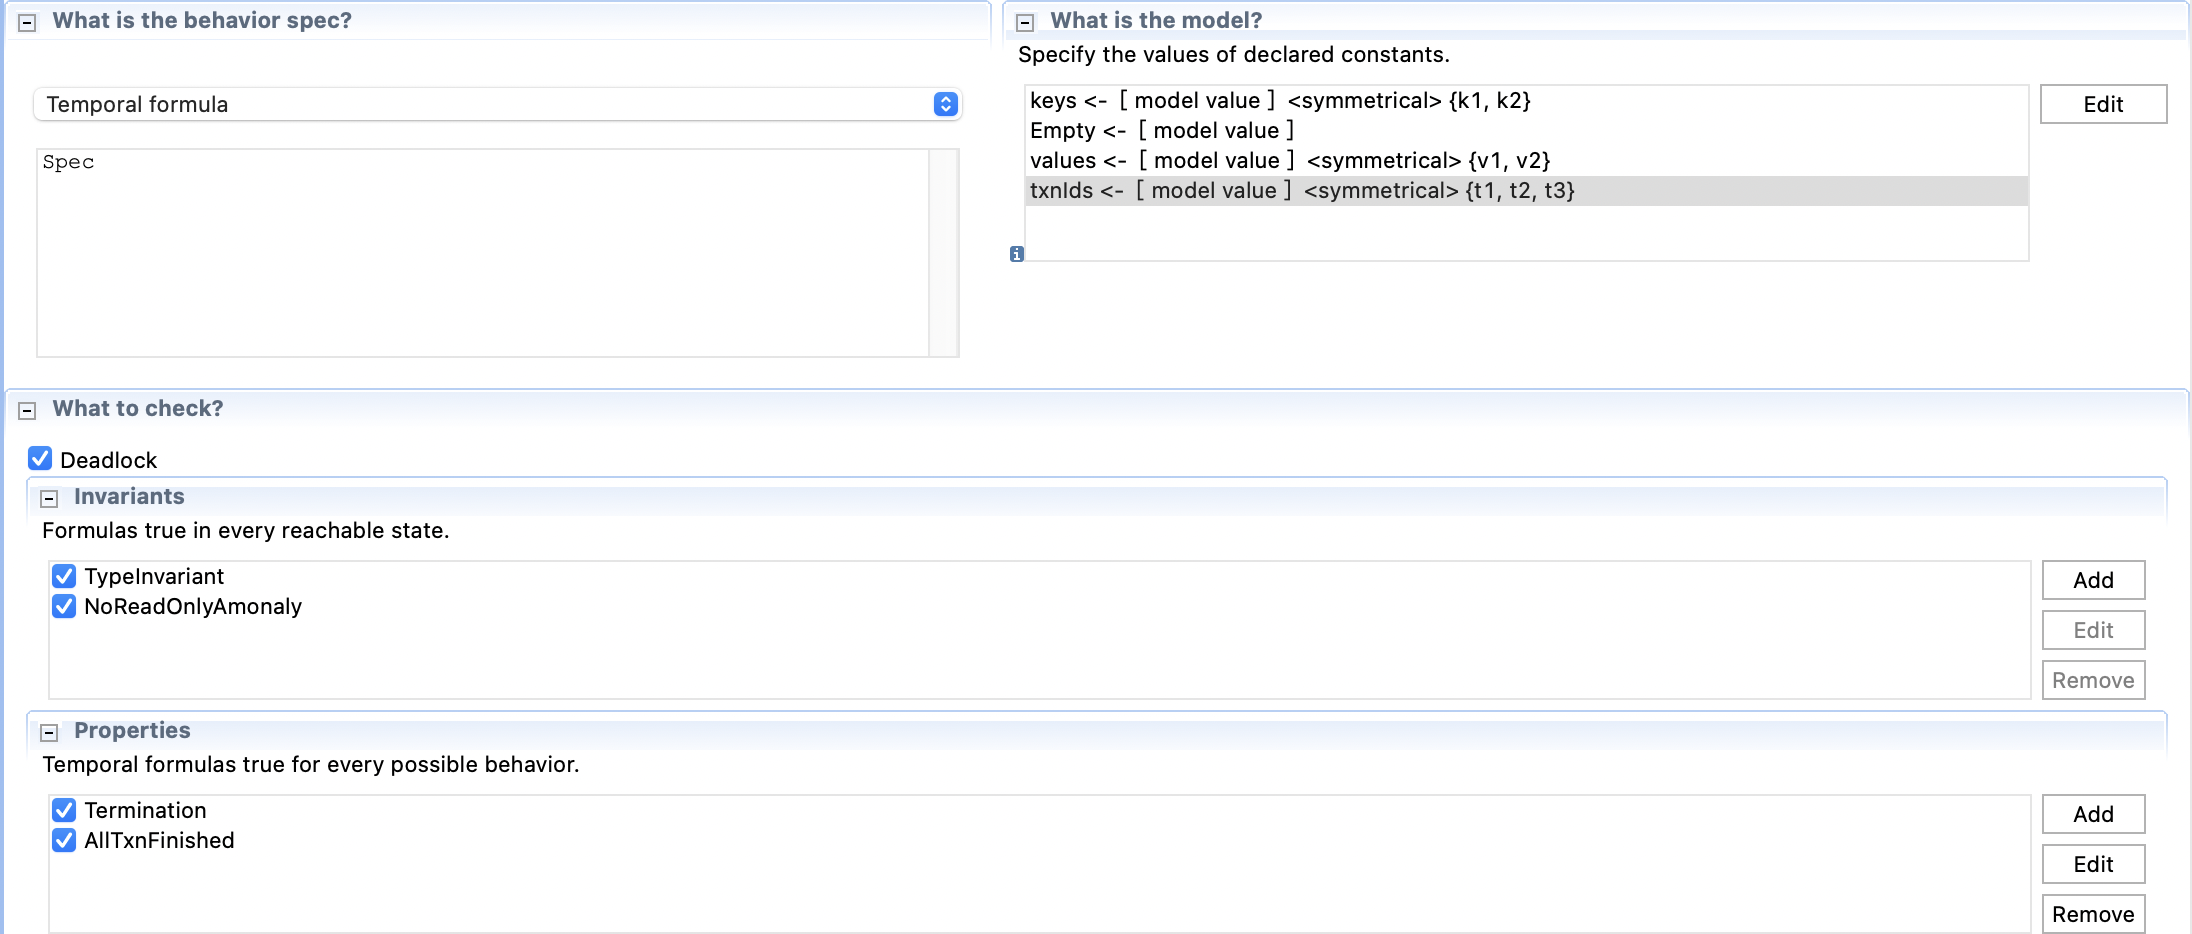 What is the behavior spec?
Temporal formula
Spec
What is the model?
Specify the values of declared constants.
keys <- [ model value ] <symmetrical> {k1, k2}
Empty <- [ model value ]
values <- [ model value ] <symmetrical> {v1, v2}
txnIds <- [ model value ] <symmetrical> {t1, t2, t3}
Edit
What to check?
Deadlock
Invariants
Formulas true in every reachable state.
TypeInvariant
NoReadOnlyAmonaly
Add
Edit
Remove
Properties
Temporal formulas true for every possible behavior.
Termination
AllTxnFinished
Add
Edit
Remove